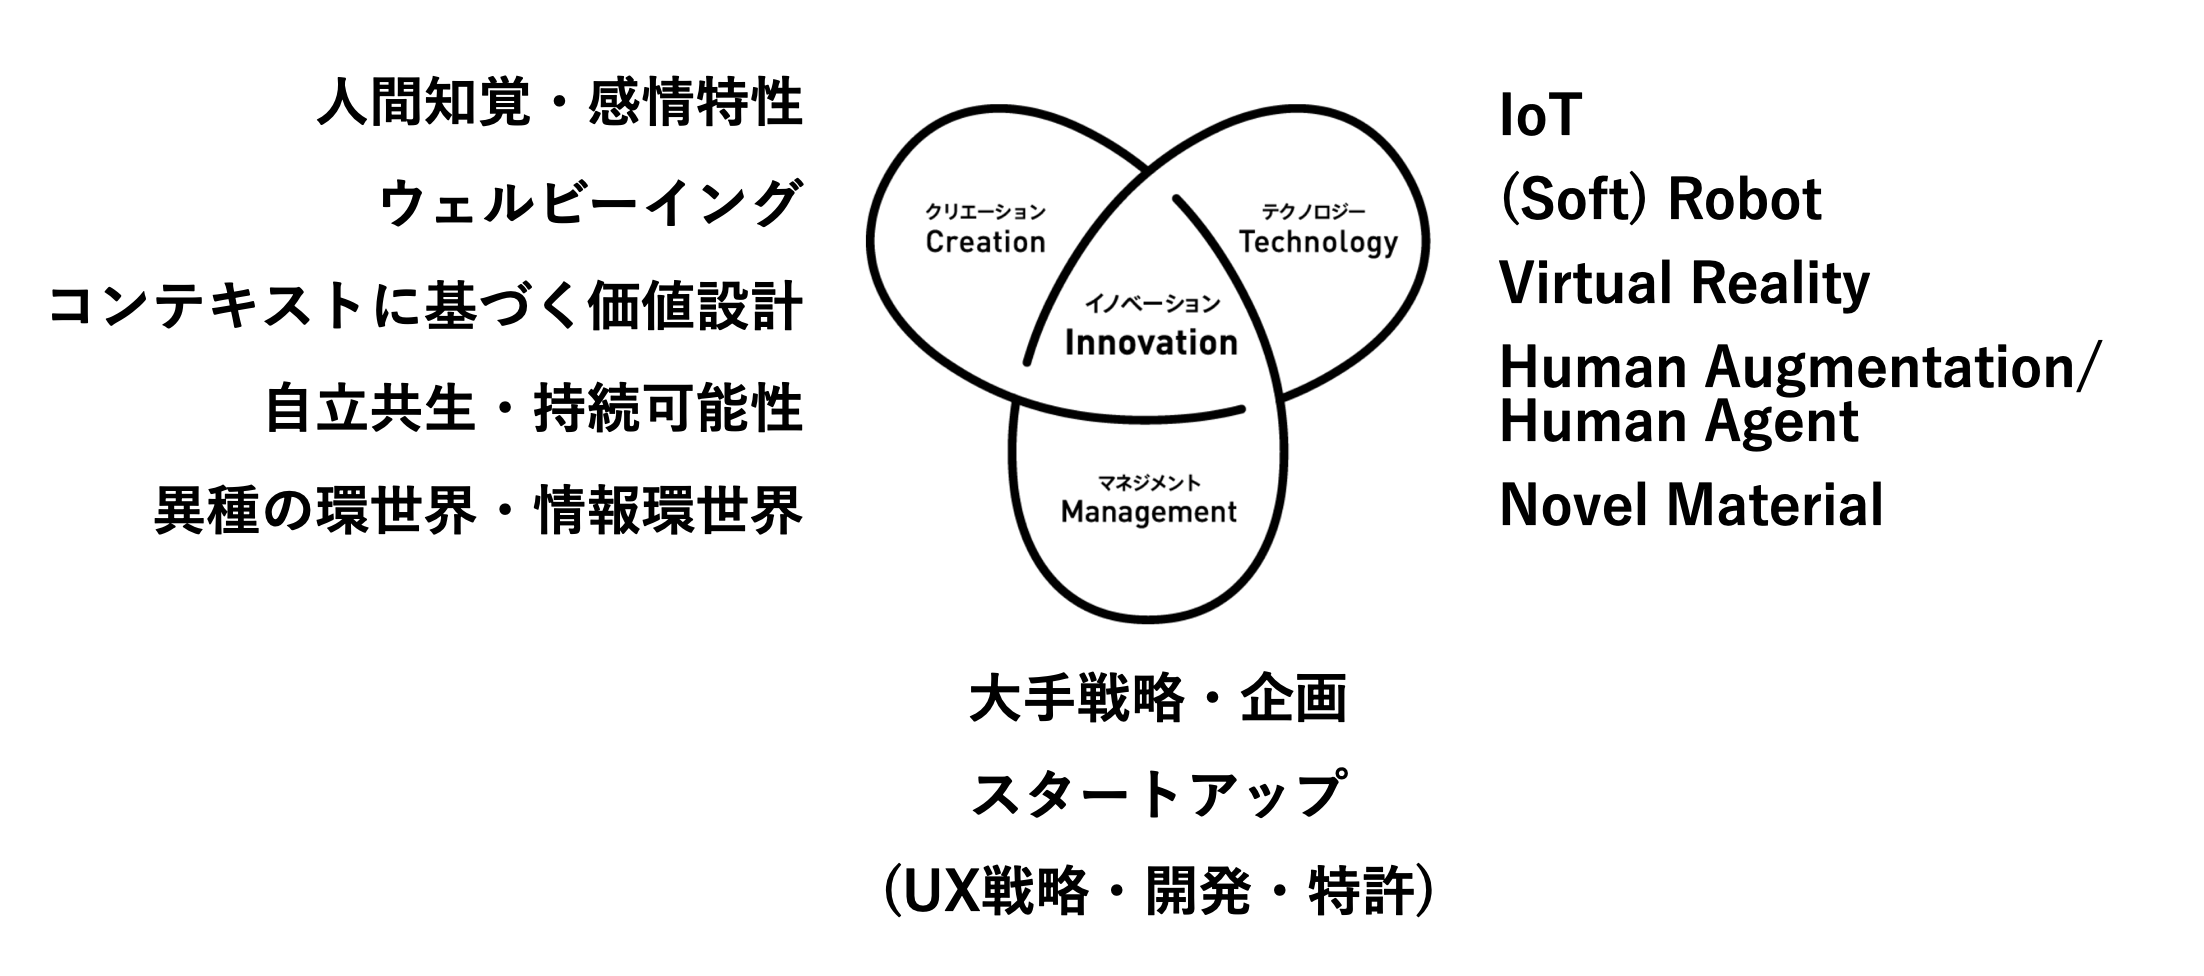 人間知覚・感情特性
ウェルビーイング
コンテキストに基づく価値設計
自立共生・持続可能性
異種の環世界・情報環世界
クリエーション
Creation
テクノロジー
Technology
イノベーション
Innovation
マネジメント
Management
IoT
(Soft) Robot
Virtual Reality
Human Augmentation/
Human Agent
Novel Material
大手戦略・企画
スタートアップ
(UX戦略・開発・特許)